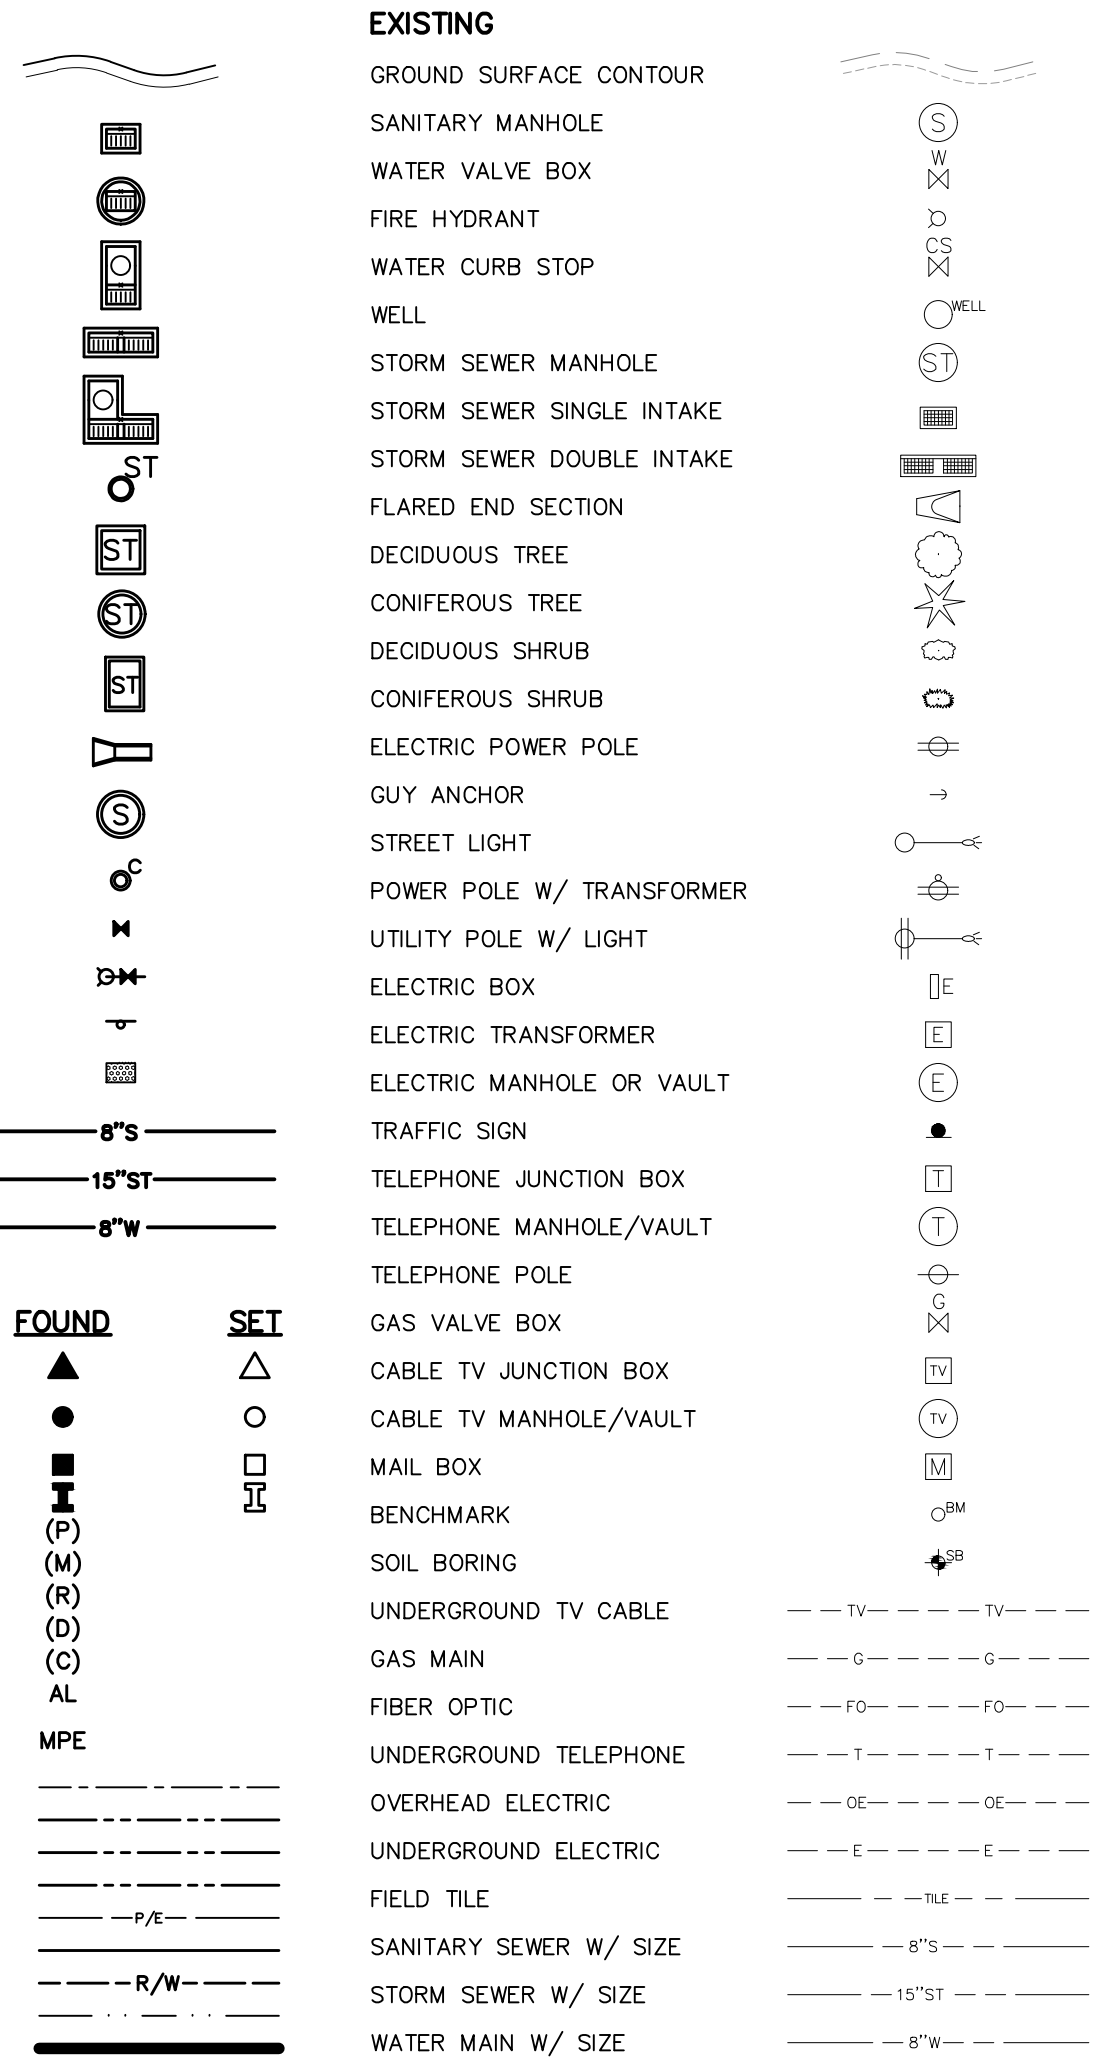 EXISTING
GROUND SURFACE CONTOUR
SANITARY MANHOLE S
WATER VALVE BOX W
FIRE HYDRANT
WATER CURB STOP CS
WELL WELL
STORM SEWER MANHOLE ST
STORM SEWER SINGLE INTAKE
STORM SEWER DOUBLE INTAKE
ST
FLARED END SECTION
ST DECIDUOUS TREE
ST CONIFEROUS TREE
DECIDUOUS SHRUB
ST CONIFEROUS SHRUB
ELECTRIC POWER POLE
GUY ANCHOR
S STREET LIGHT
C POWER POLE W/ TRANSFORMER
UTILITY POLE W/ LIGHT
ELECTRIC BOX E
ELECTRIC TRANSFORMER E
ELECTRIC MANHOLE OR VAULT E
8"S TRAFFIC SIGN
15"ST TELEPHONE JUNCTION BOX T
8"W TELEPHONE MANHOLE/VAULT T
TELEPHONE POLE
FOUND SET GAS VALVE BOX G
CABLE TV JUNCTION BOX TV
CABLE TV MANHOLE/VAULT TV
MAIL BOX M
BENCHMARK BM
(P)
(M) SOIL BORING SB
(R)
(D) UNDERGROUND TV CABLE TV TV
(C) GAS MAIN G G
AL FIBER OPTIC FO FO
MPE UNDERGROUND TELEPHONE T T
OVERHEAD ELECTRIC OE OE
UNDERGROUND ELECTRIC E E
FIELD TILE TILE
P/E
SANITARY SEWER W/ SIZE 8"S
R/W STORM SEWER W/ SIZE 15"ST
WATER MAIN W/ SIZE 8"W